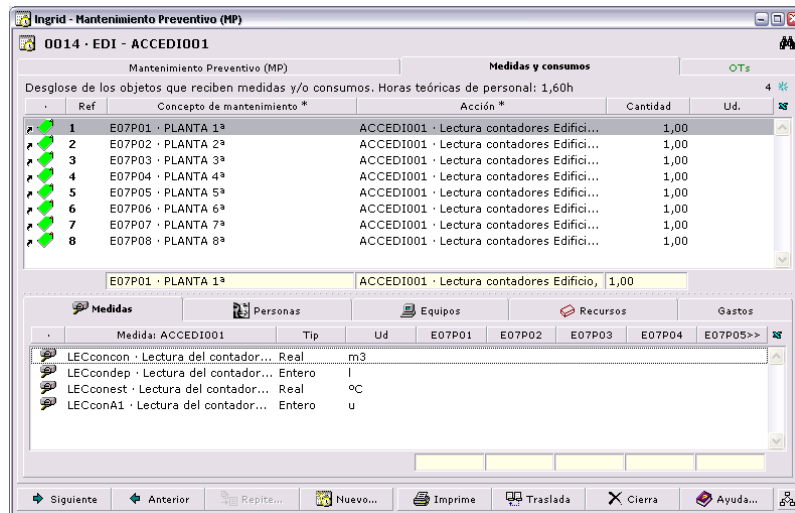 Ingrid - Mantenimiento Preventivo (MP)
0014 · EDI - ACCEDI001
Mantenimiento Preventivo (MP) Medidas y consumos OTs
Desglose de los objetos que reciben medidas y/o consumos. Horas teóricas de personal: 1,60h 4
· Ref Concepto de mantenimiento * Acción * Cantidad Ud.
1 E07P01 · PLANTA 1ª ACCEDI001 · Lectura contadores Edifici... 1,00
2 E07P02 · PLANTA 2ª ACCEDI001 · Lectura contadores Edifici... 1,00
3 E07P03 · PLANTA 3ª ACCEDI001 · Lectura contadores Edifici... 1,00
4 E07P04 · PLANTA 4ª ACCEDI001 · Lectura contadores Edifici... 1,00
5 E07P05 · PLANTA 5ª ACCEDI001 · Lectura contadores Edifici... 1,00
6 E07P06 · PLANTA 6ª ACCEDI001 · Lectura contadores Edifici... 1,00
7 E07P07 · PLANTA 7ª ACCEDI001 · Lectura contadores Edifici... 1,00
8 E07P08 · PLANTA 8ª ACCEDI001 · Lectura contadores Edifici... 1,00
E07P01 · PLANTA 1ª ACCEDI001 · Lectura contadores Edificio, 1,00
Medidas Personas Equipos Recursos Gastos
· Medida: ACCEDI001 Tip Ud E07P01 E07P02 E07P03 E07P04 E07P05>>
LECconcon · Lectura del contador... Real m3
LECcondep · Lectura del contador... Entero l
LECconest · Lectura del contador... Real ºC
LECconA1 · Lectura del contador... Entero u
Siguiente Anterior Repite... Nuevo... Imprime Traslada Cierra Ayuda...